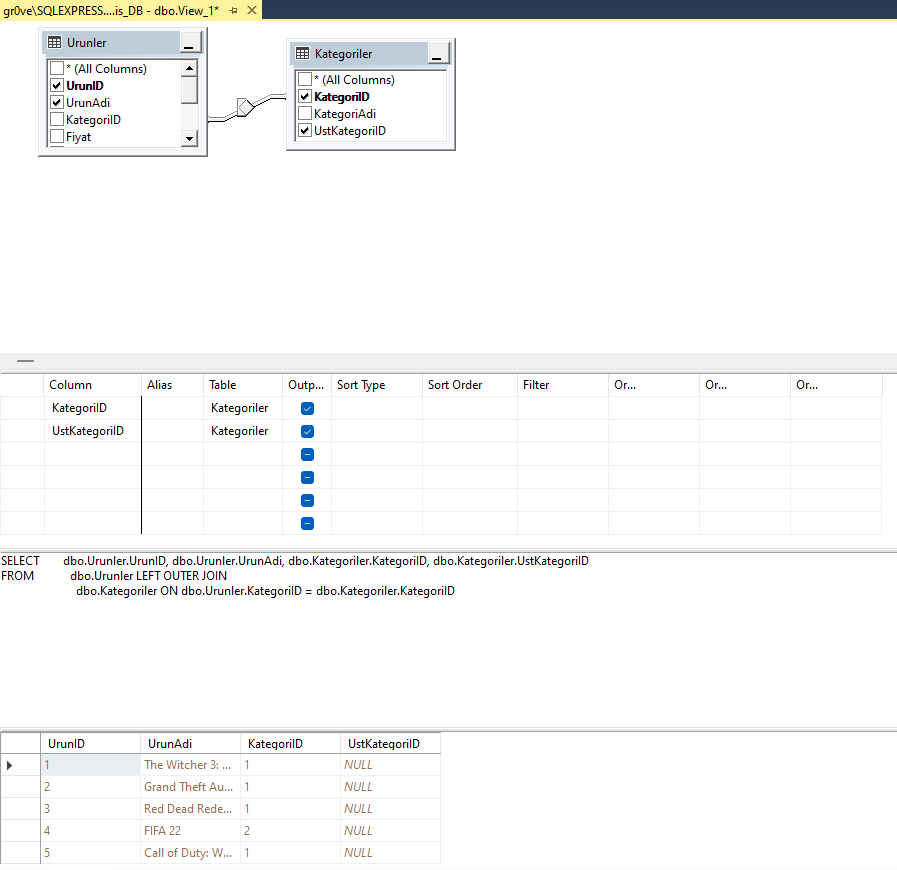 gr0ve\SQLEXPRESS....is_DB - dbo.View_1*
Urunler
* (All Columns)
UrunID
UrunAdi
KategoriID
Fiyat
Kategoriler
* (All Columns)
KategoriID
KategoriAdi
UstKategoriID
Column Alias Table Outp... Sort Type Sort Order Filter Or... Or... Or...
KategoriID Kategoriler
UstKategoriID Kategoriler
SELECT dbo.Urunler.UrunID, dbo.Urunler.UrunAdi, dbo.Kategoriler.KategoriID, dbo.Kategoriler.UstKategoriID
FROM dbo.Urunler LEFT OUTER JOIN
dbo.Kategoriler ON dbo.Urunler.KategoriID = dbo.Kategoriler.KategoriID
UrunID UrunAdi KategoriID UstKategoriID
1 The Witcher 3: ... 1 NULL
2 Grand Theft Au... 1 NULL
3 Red Dead Rede... 1 NULL
4 FIFA 22 2 NULL
5 Call of Duty: W... 1 NULL